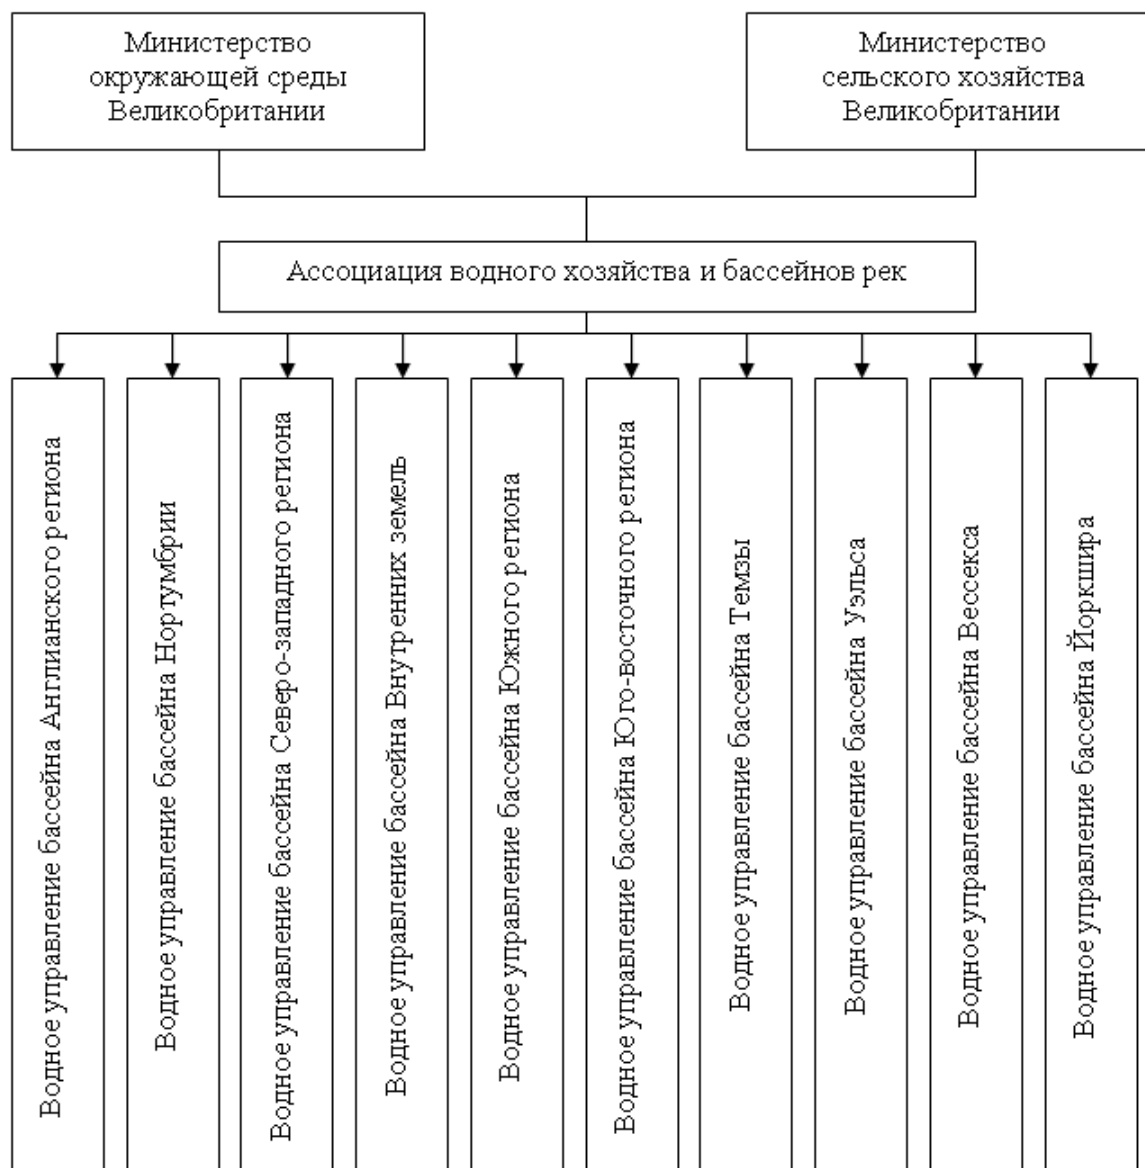 Министерство
окружающей среды
Великобритании
Министерство
сельского хозяйства
Великобритании
Ассоциация водного хозяйства и бассейнов рек
Водное управление бассейна Англианского региона
Водное управление бассейна Нортумбрии
Водное управление бассейна Северо-западного региона
Водное управление бассейна Внутренних земель
Водное управление бассейна Южного региона
Водное управление бассейна Юго-восточного региона
Водное управление бассейна Темзы
Водное управление бассейна Уэльса
Водное управление бассейна Вессекса
Водное управление бассейна Йоркшира